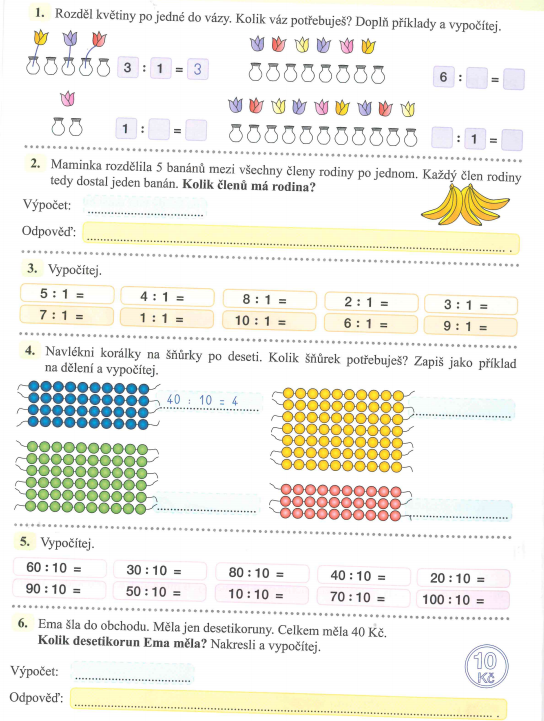 1. Rozděl květiny po jedné do vázy. Kolik váz potřebuješ? Doplň příklady a vypočítej.
3 : 1 = 3
6 : =
1 : =
: 1 =
2. Maminka rozdělila 5 banánů mezi všechny členy rodiny po jednom. Každý člen rodiny
tedy dostal jeden banán. Kolik členů má rodina?
Výpočet:
Odpověď: .
3. Vypočítej.
5 : 1 = 4 : 1 = 8 : 1 = 2 : 1 = 3 : 1 =
7 : 1 = 1 : 1 = 10 : 1 = 6 : 1 = 9 : 1 =
4. Navlékni korálky na šňůrky po deseti. Kolik šňůrek potřebuješ? Zapiš jako příklad
na dělení a vypočítej.
40 : 10 = 4
5. Vypočítej.
60 : 10 = 30 : 10 = 80 : 10 = 40 : 10 = 20 : 10 =
90 : 10 = 50 : 10 = 10 : 10 = 70 : 10 = 100 : 10 =
6. Ema šla do obchodu. Měla jen desetikoruny. Celkem měla 40 Kč.
Kolik desetikorun Ema měla? Nakresli a vypočítej.
10
Kč
Výpočet:
Odpověď: .